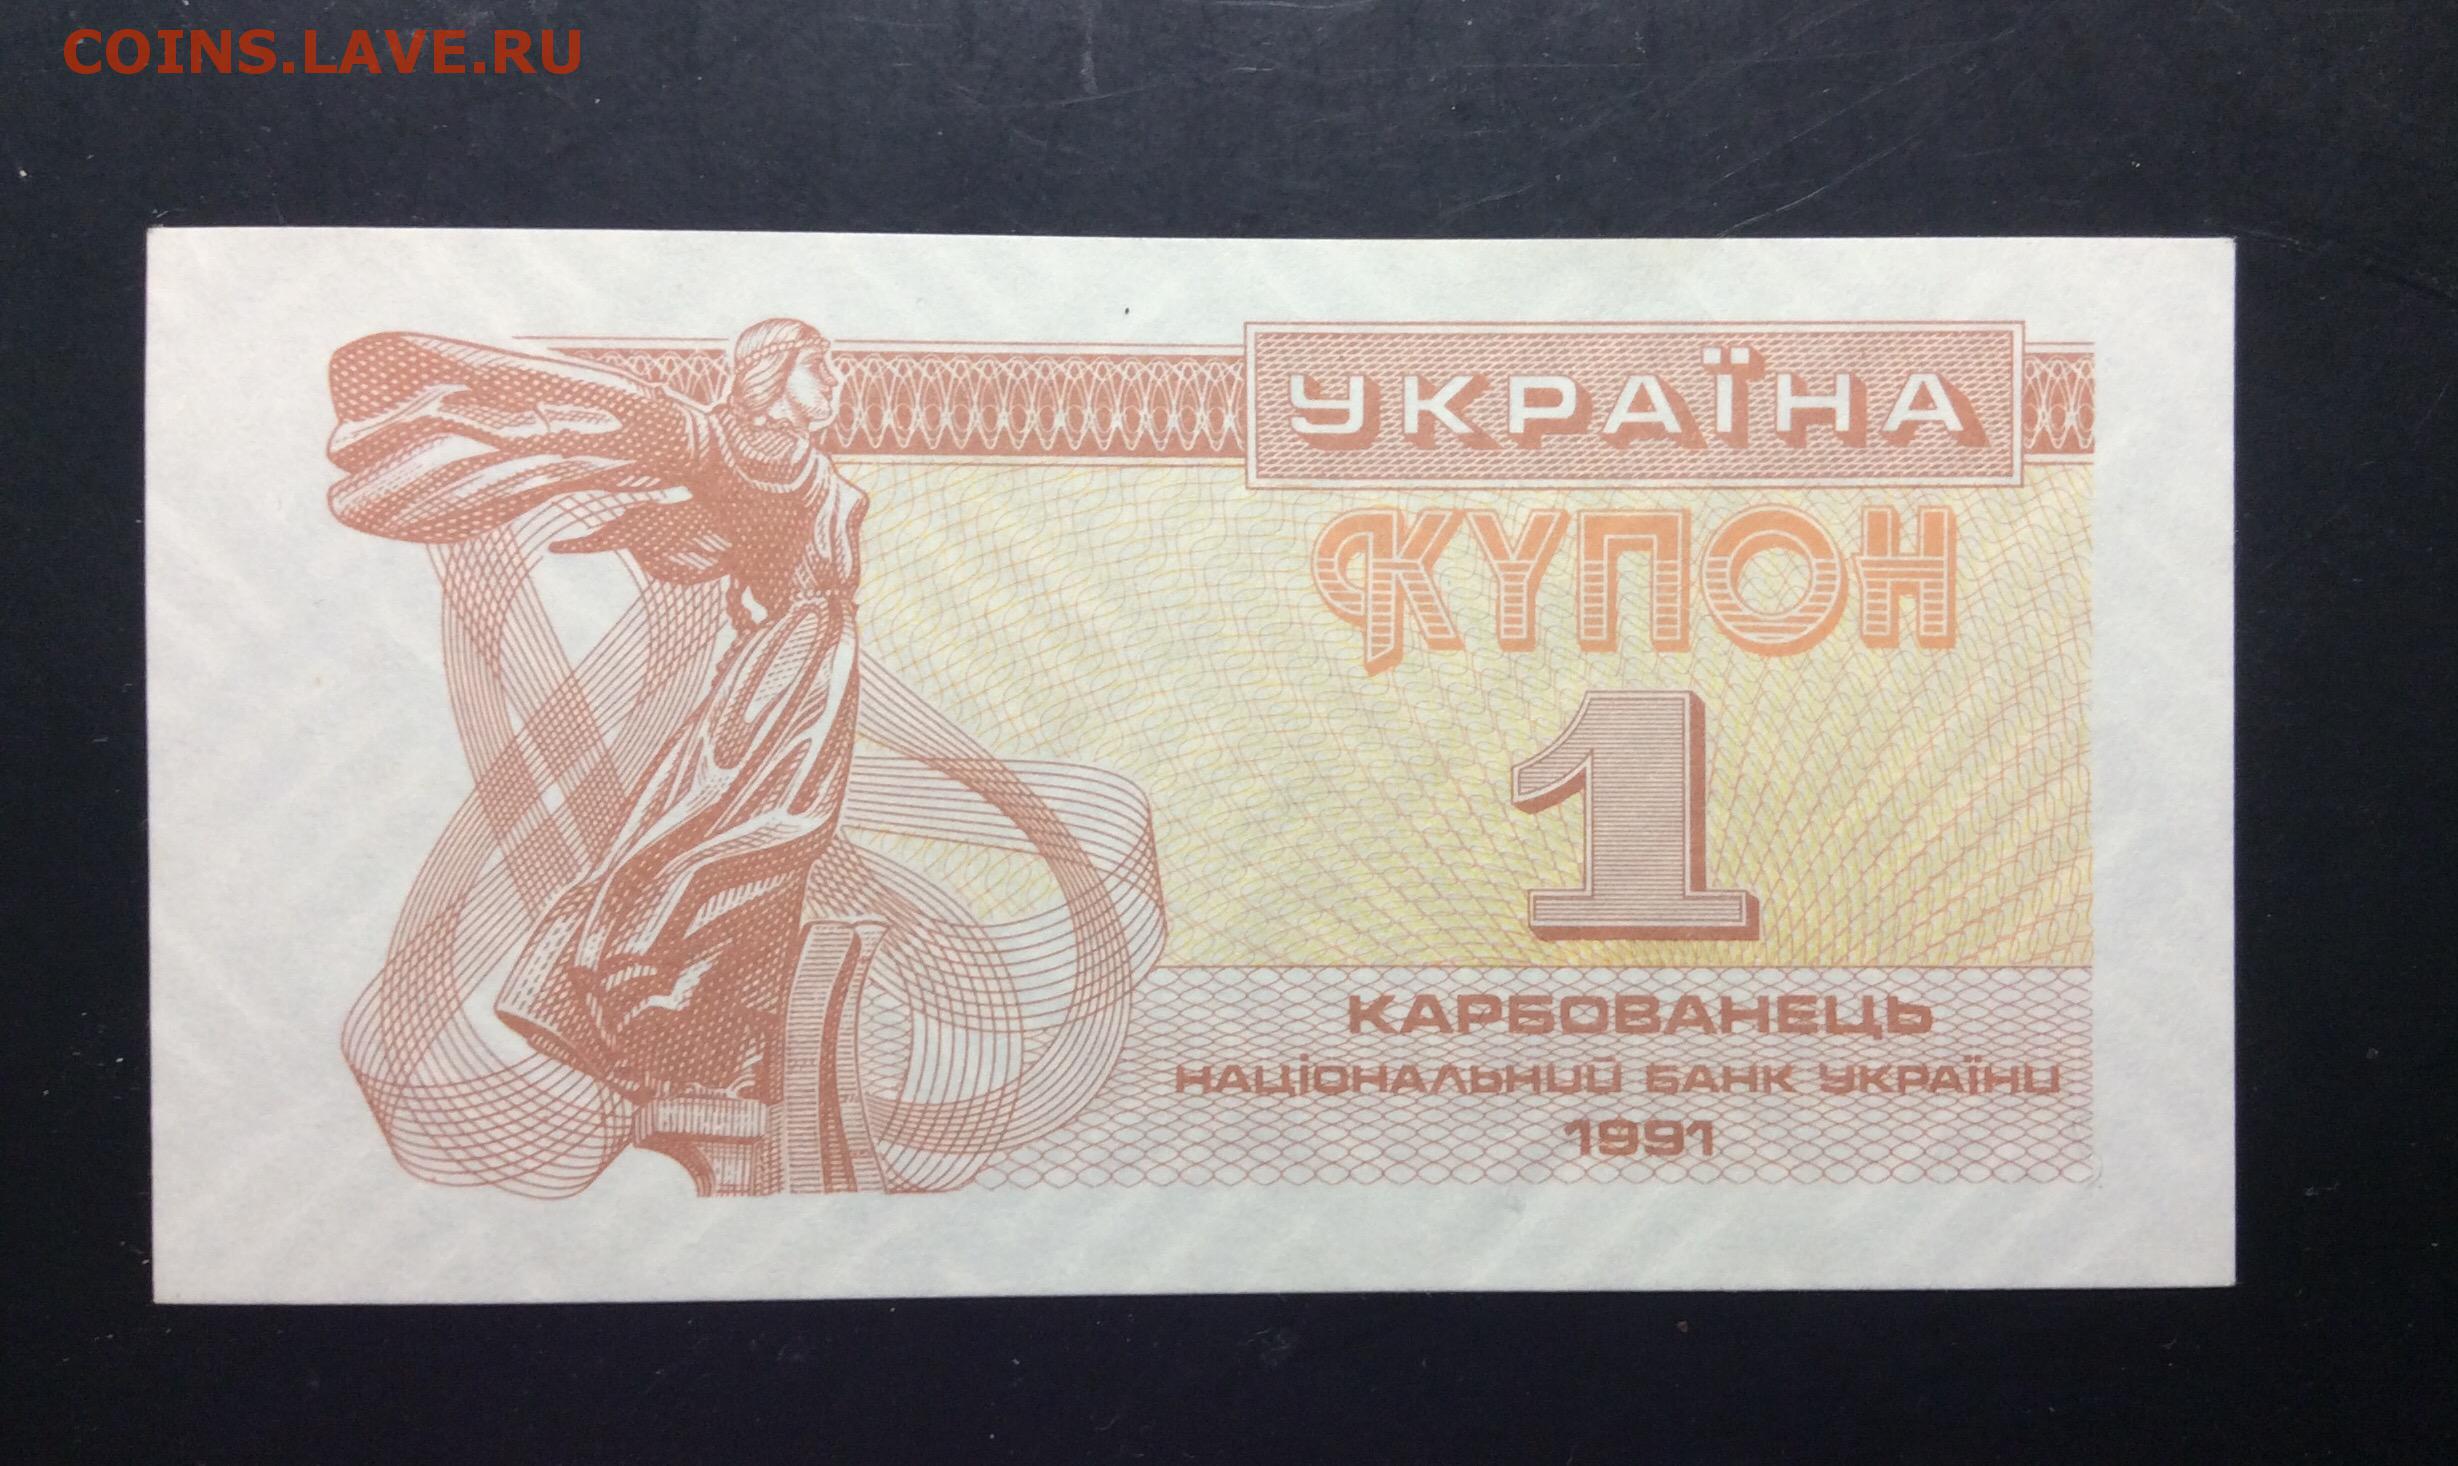 COINS.LAVE.RU
УКРАЇНА
КУПОН
1
КАРБОВАНЕЦЬ
НАЦІОНАЛЬНИЙ БАНК УКРАЇНИ
1991